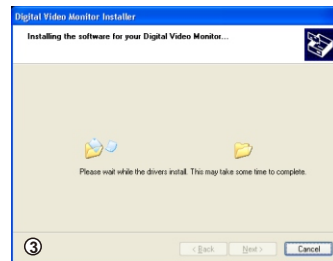 Digital Video Monitor Installer
Installing the software for your Digital Video Monitor...
Please wait while the drivers install. This may take some time to complete.
③
< Back Next > Cancel